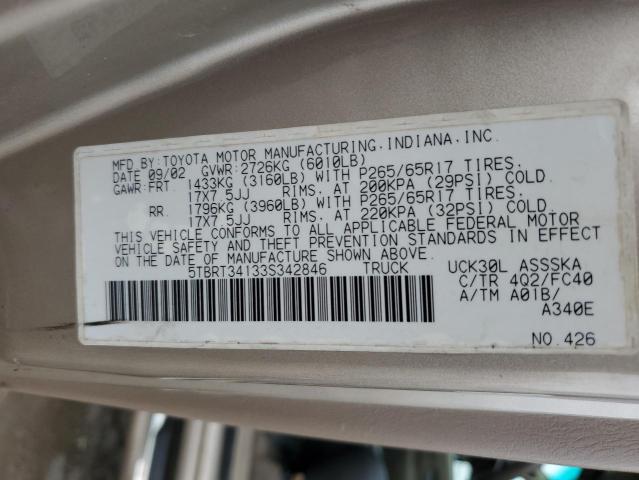 MFD.BY:TOYOTA MOTOR MANUFACTURING.INDIANA.INC.
DATE 09/02 GVWR:2726KG (6010LB)
GAWR:FRT. 1433KG (3160LB) WITH P265/65R17 TIRES.
17X7.5JJ RIMS. AT 200KPA (29PSI) COLD.
RR. 1796KG (3960LB) WITH P265/65R17 TIRES.
17X7.5JJ RIMS. AT 220KPA (32PSI) COLD.
THIS VEHICLE CONFORMS TO ALL APPLICABLE FEDERAL MOTOR
VEHICLE SAFETY AND THEFT PREVENTION STANDARDS IN EFFECT
ON THE DATE OF MANUFACTURE SHOWN ABOVE.
5TBRT34133S342846 TRUCK
UCK30L ASSSKA
C/TR 4Q2/FC40
A/TM A01B/
A340E
NO.426